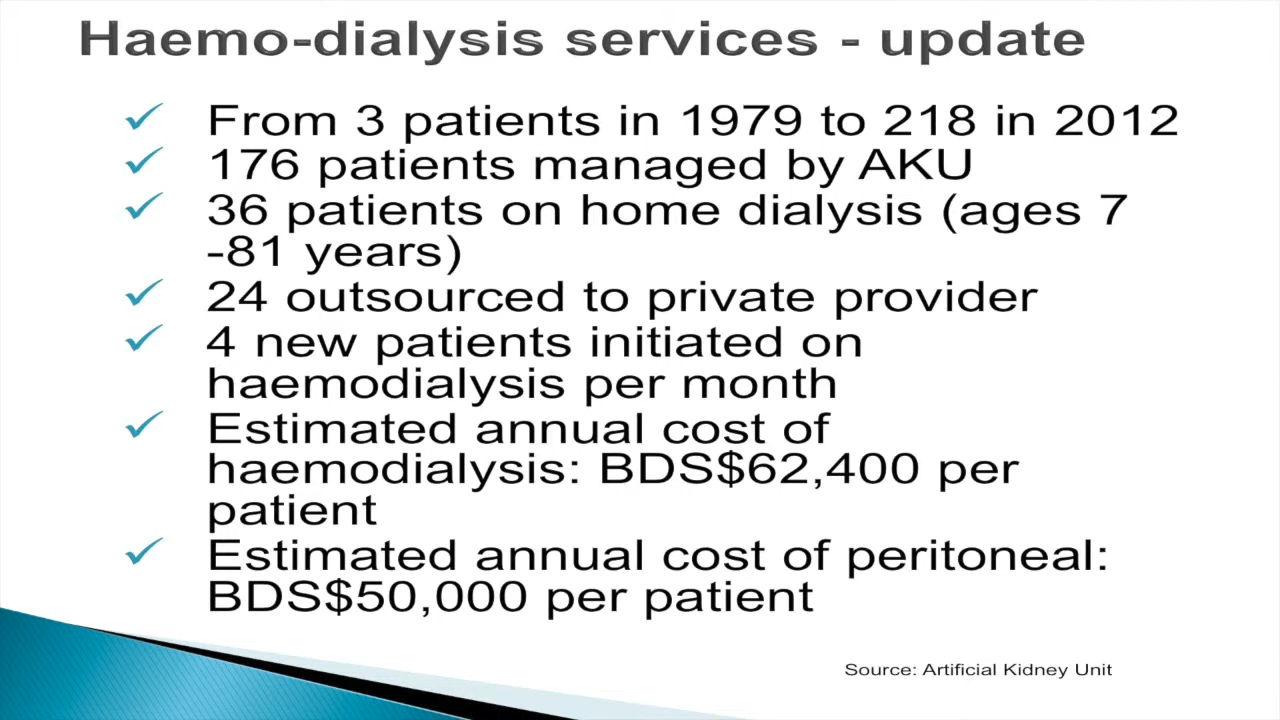 Haemo-dialysis services - update
✓ From 3 patients in 1979 to 218 in 2012
✓ 176 patients managed by AKU
✓ 36 patients on home dialysis (ages 7
-81 years)
✓ 24 outsourced to private provider
✓ 4 new patients initiated on
haemodialysis per month
✓ Estimated annual cost of
haemodialysis: BDS$62,400 per
patient
✓ Estimated annual cost of peritoneal:
BDS$50,000 per patient
Source: Artificial Kidney Unit